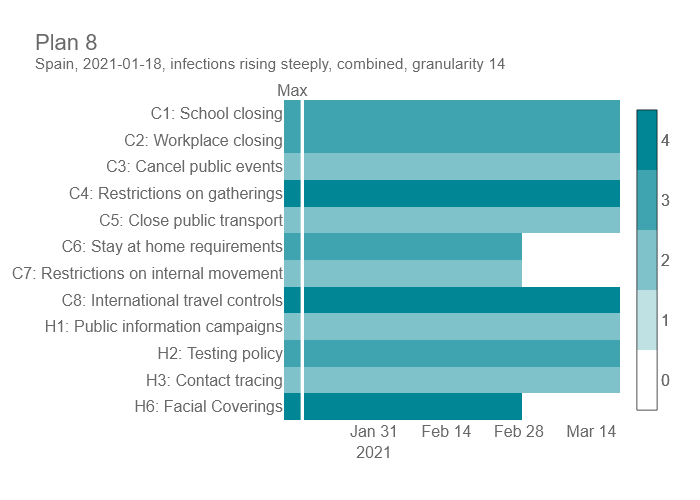 Plan 8
Spain, 2021-01-18, infections rising steeply, combined, granularity 14
Max
C1: School closing
C2: Workplace closing
C3: Cancel public events
C4: Restrictions on gatherings
C5: Close public transport
C6: Stay at home requirements
C7: Restrictions on internal movement
C8: International travel controls
H1: Public information campaigns
H2: Testing policy
H3: Contact tracing
H6: Facial Coverings
Jan 31 Feb 14 Feb 28 Mar 14
2021
4
3
2
1
0